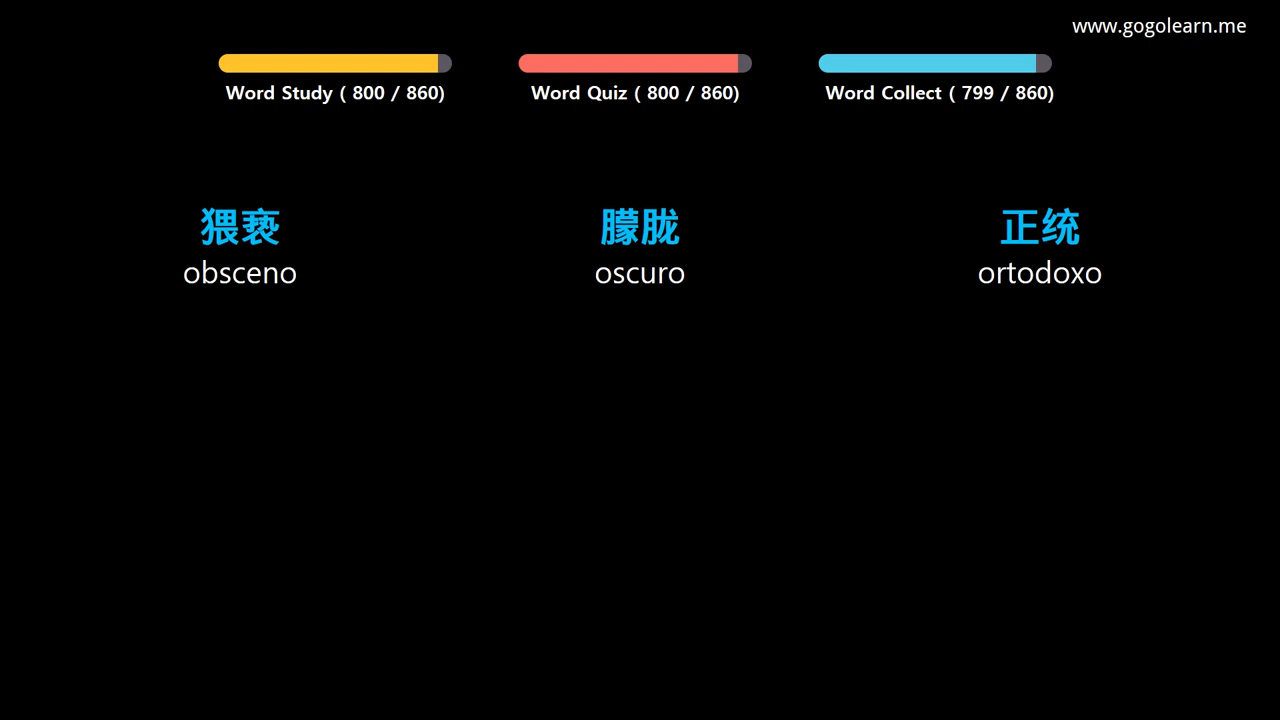 www.gogolearn.me
Word Study ( 800 / 860)
Word Quiz ( 800 / 860)
Word Collect ( 799 / 860)
猥亵
obsceno
朦胧
oscuro
正统
ortodoxo